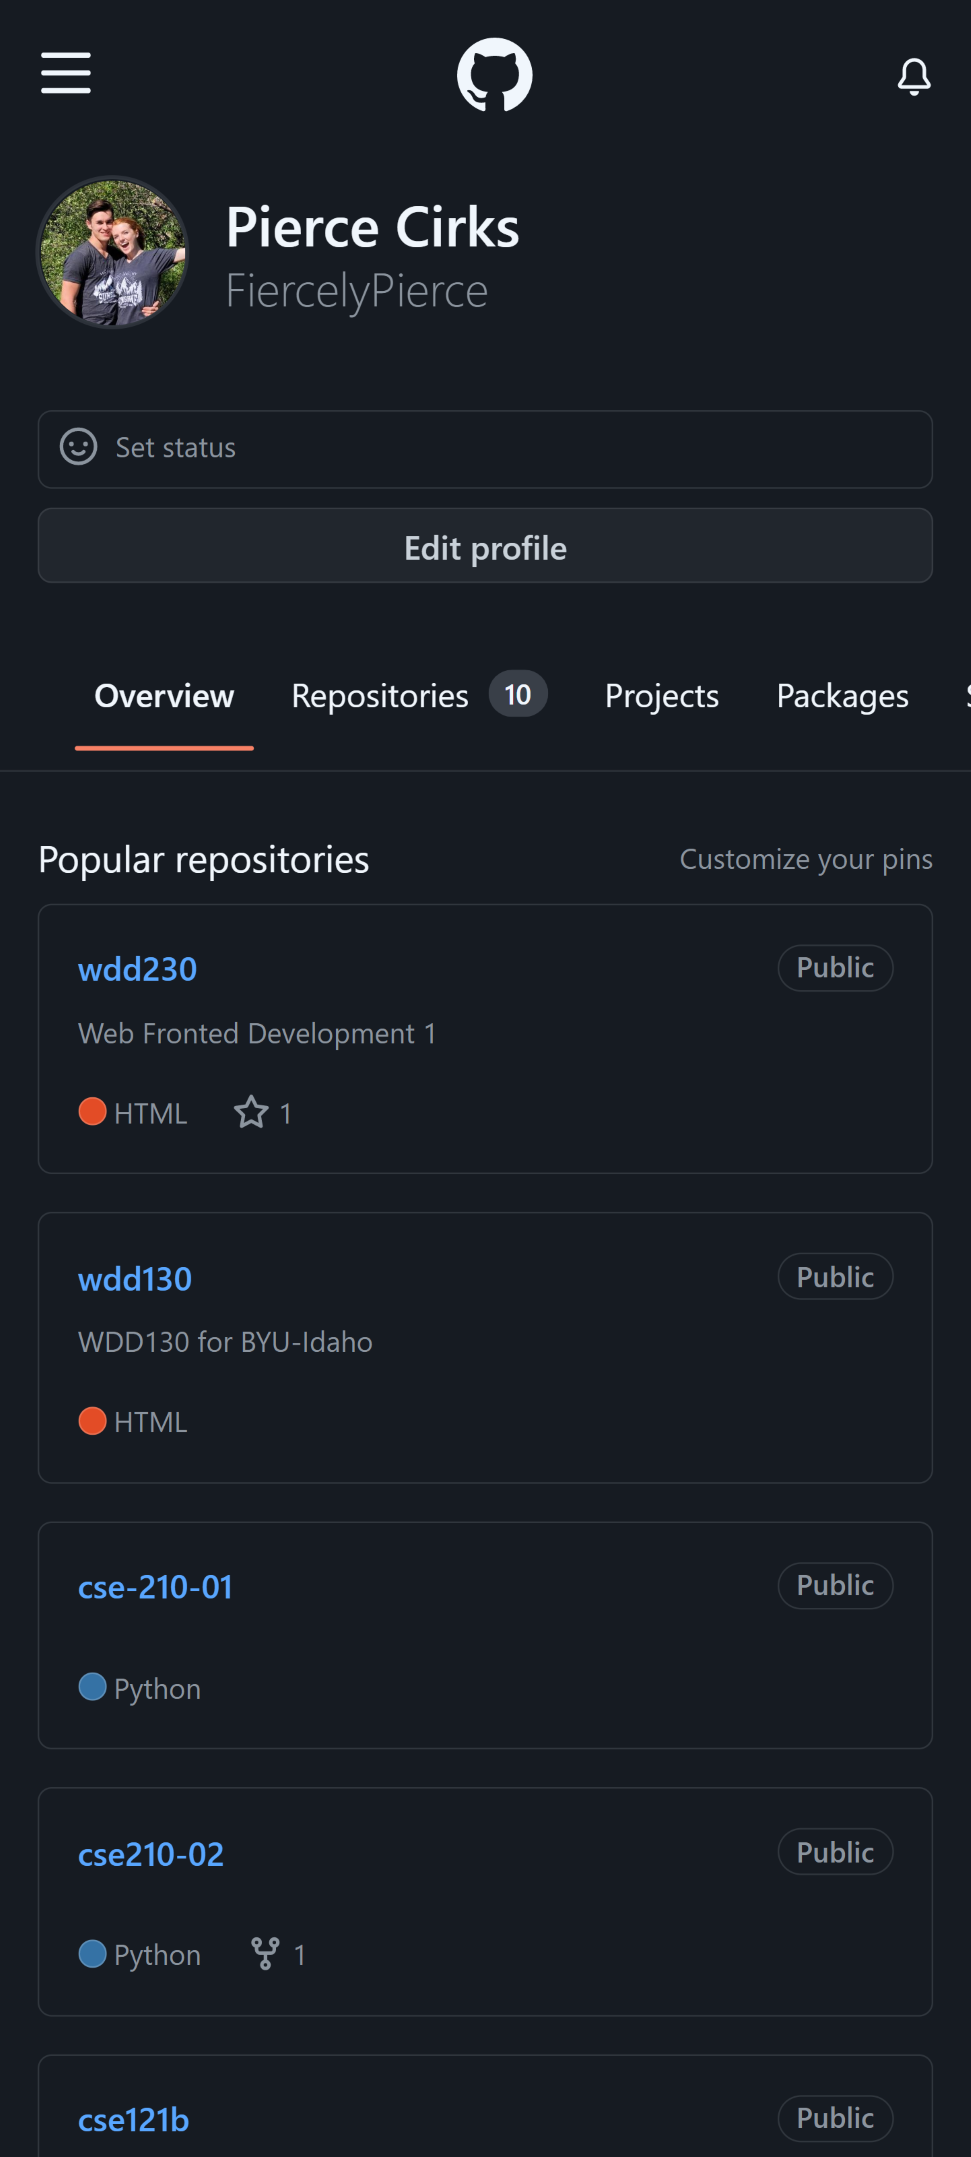 Pierce Cirks
FiercelyPierce
Set status
Edit profile
Overview Repositories 10 Projects Packages
Popular repositories Customize your pins
wdd230 Public
Web Fronted Development 1
HTML 1
wdd130 Public
WDD130 for BYU-Idaho
HTML
cse-210-01 Public
Python
cse210-02 Public
Python 1
cse121b Public